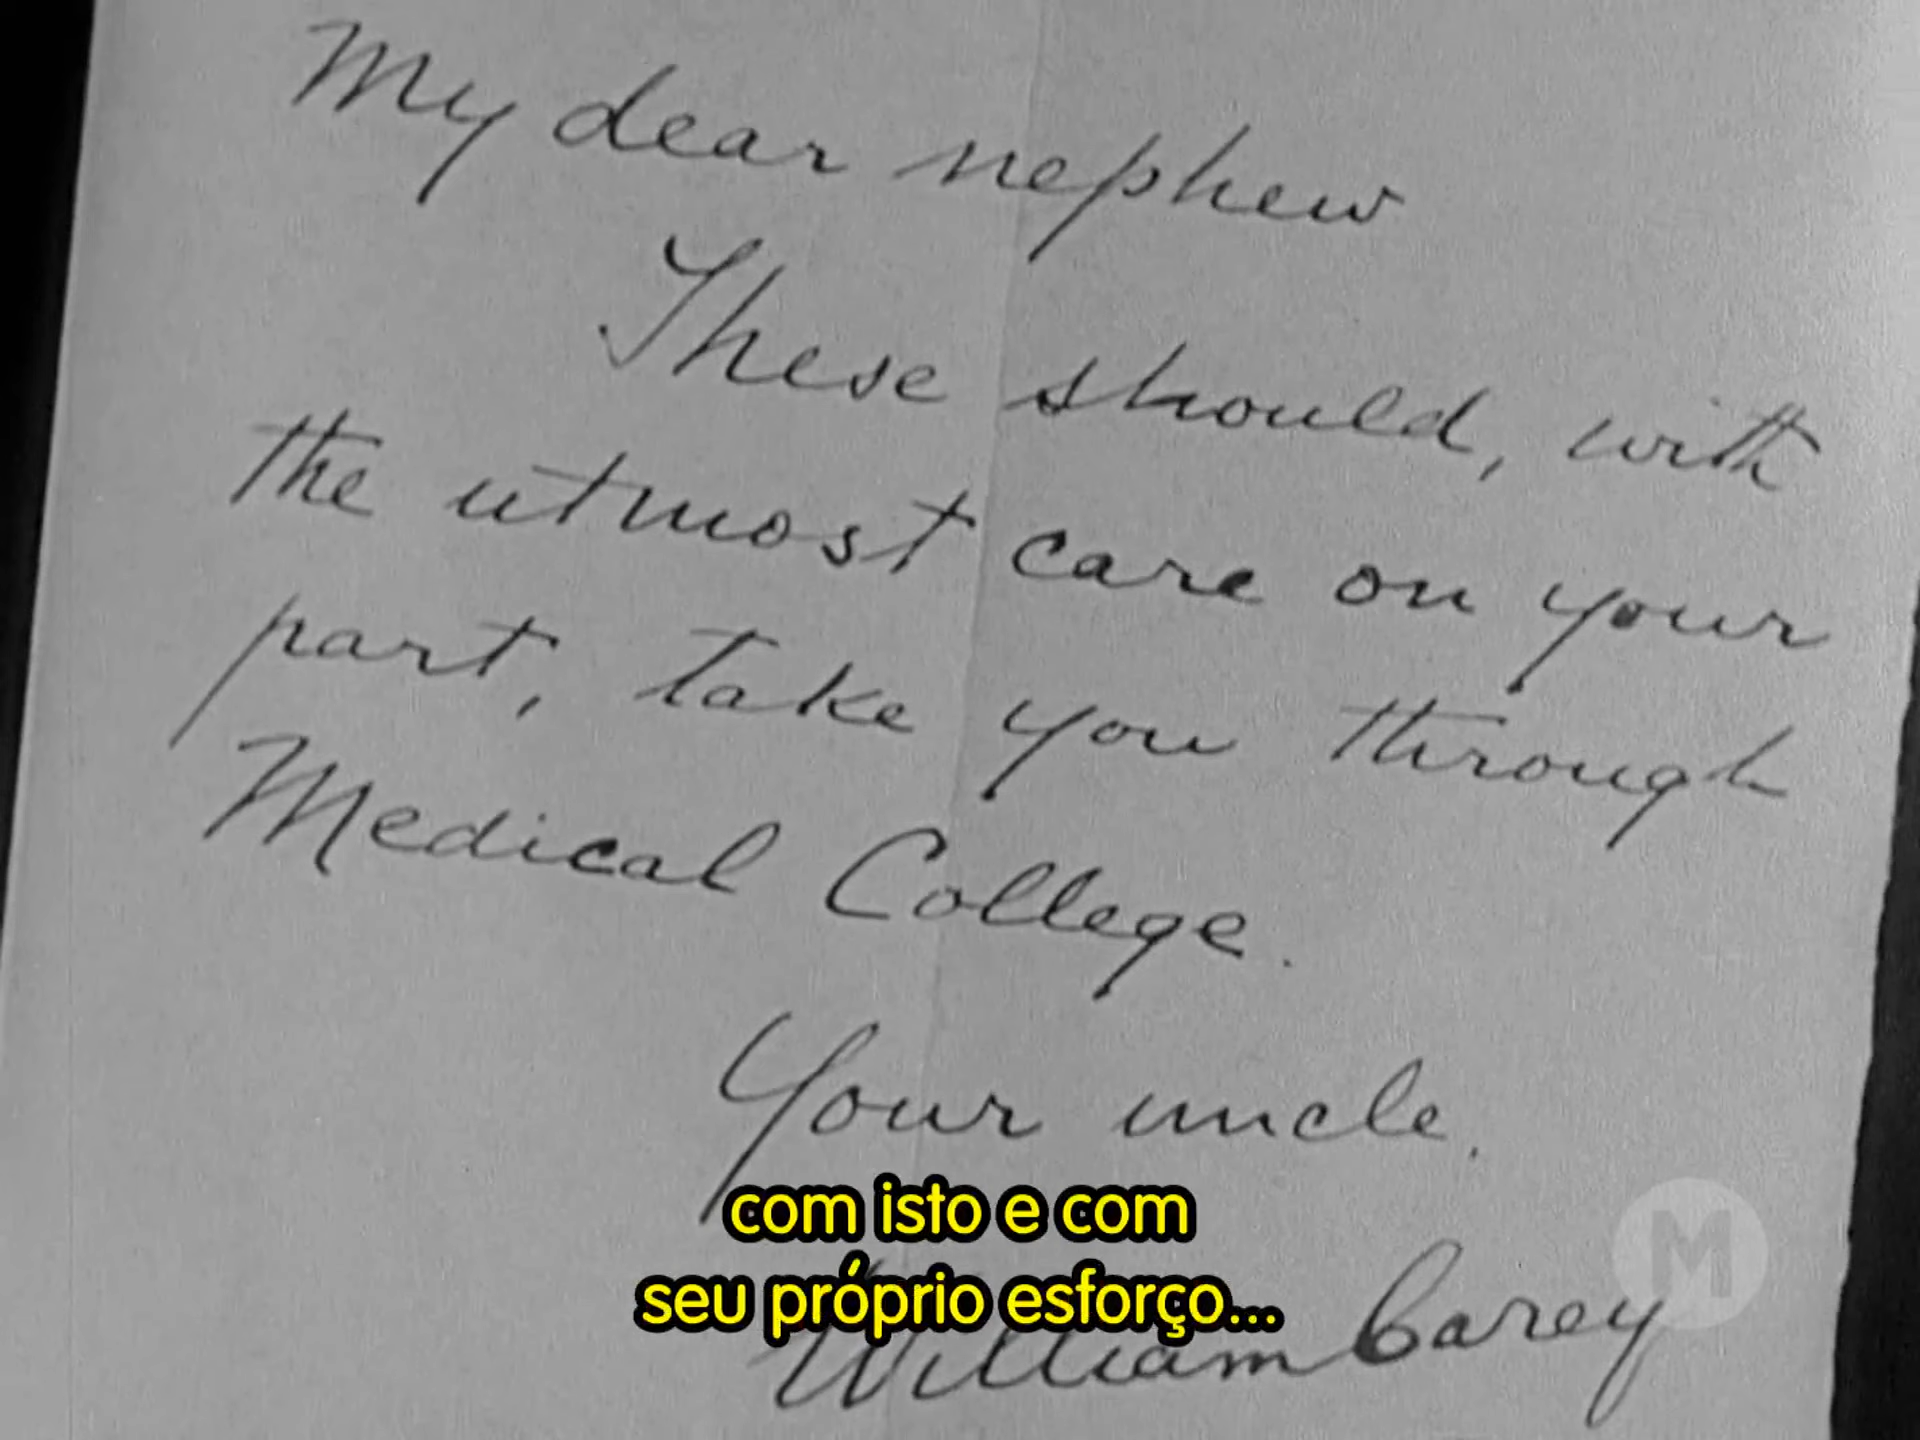 My dear nephew
These should, with
the utmost care on your
part, take you through
Medical College.
Your uncle.
William Carey
com isto e com
seu próprio esforço...
M